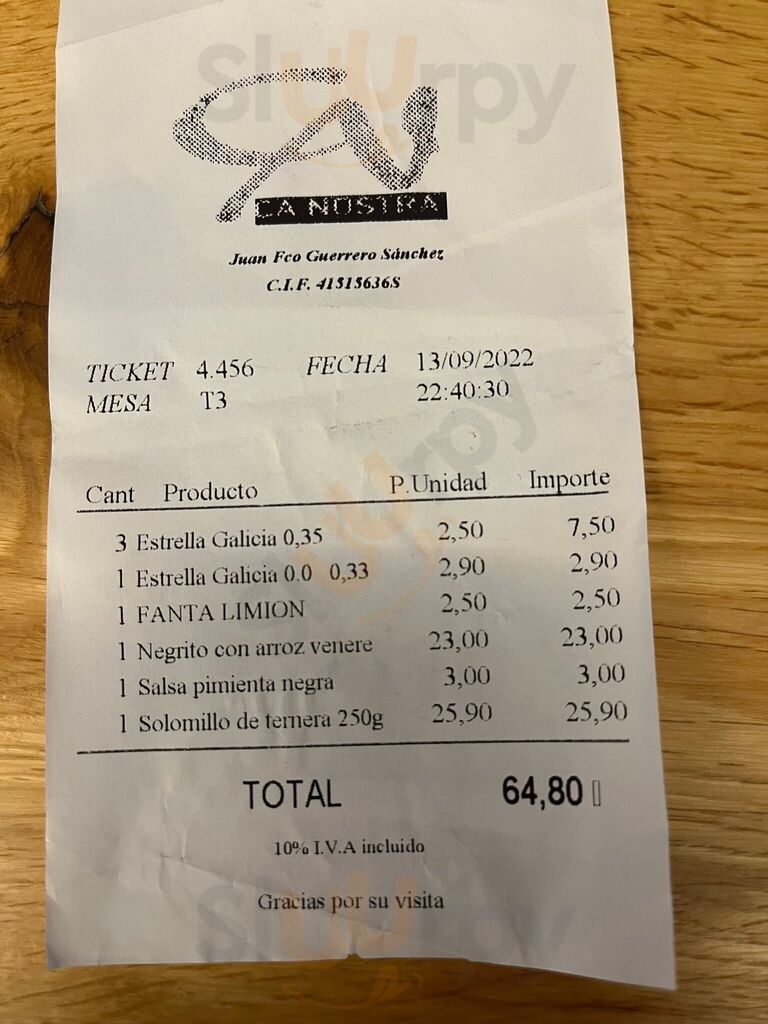 Sluurpy
CA NOSTRA
Juan Fco Guerrero Sánchez
C.I.F. 41515636S
TICKET 4.456 FECHA 13/09/2022
MESA T3 22:40:30
Sluurpy
Cant Producto P.Unidad Importe
3 Estrella Galicia 0,35 2,50 7,50
1 Estrella Galicia 0.0 0,33 2,90 2,90
1 FANTA LIMION 2,50 2,50
1 Negrito con arroz venere 23,00 23,00
1 Salsa pimienta negra 3,00 3,00
1 Solomillo de ternera 250g 25,90 25,90
TOTAL 64,80
10% I.V.A incluido
Gracias por su visita
Sluurpy